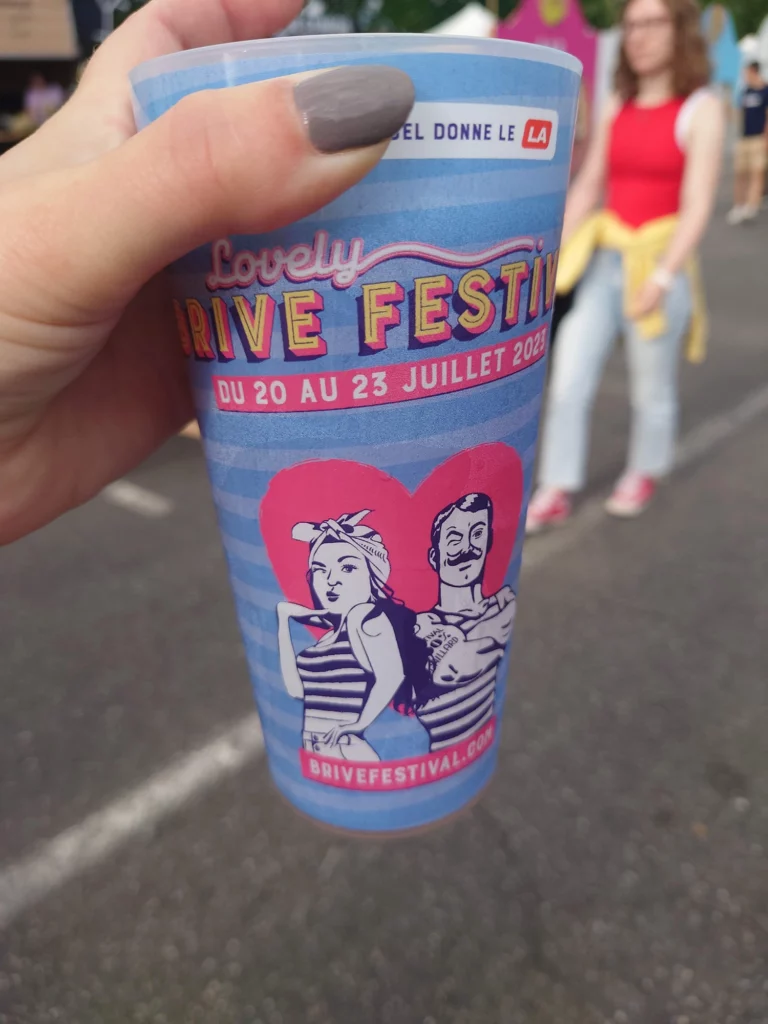 DONNE LE LA
Lovely
BRIVE FESTIV
DU 20 AU 23 JUILLET 2023
BRIVEFESTIVAL.COM